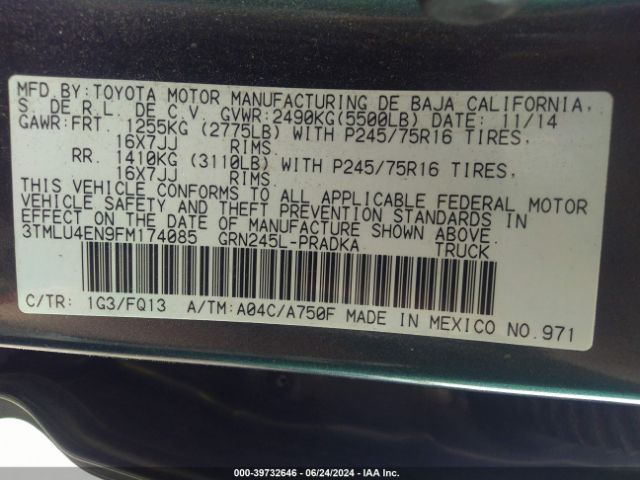 MFD.BY:TOYOTA MOTOR MANUFACTURING DE BAJA CALIFORNIA,
S. DE R.L. DE C.V. GVWR:2490KG(5500LB) DATE: 11/14
GAWR:FRT. 1255KG (2775LB) WITH P245/75R16 TIRES,
16X7JJ RIMS.
RR. 1410KG (3110LB) WITH P245/75R16 TIRES,
16X7JJ RIMS.
THIS VEHICLE CONFORMS TO ALL APPLICABLE FEDERAL MOTOR
VEHICLE SAFETY AND THEFT PREVENTION STANDARDS IN
EFFECT ON THE DATE OF MANUFACTURE SHOWN ABOVE.
3TMLU4EN9FM174085 GRN245L-PRADKA TRUCK
C/TR: 1G3/FQ13 A/TM:A04C/A750F MADE IN MEXICO NO.971
000-39732646 / 06/24/2024 - IAA Inc.